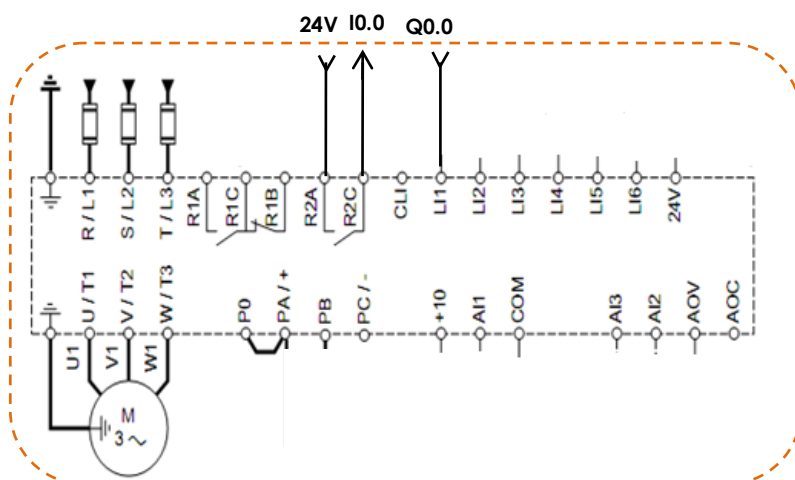 24V I0.0 Q0.0
R / L1 S / L2 T / L3 R1A R1C R1B R2A R2C CLI LI1 LI2 LI3 LI4 LI5 LI6 24V
U / T1 V / T2 W / T3 P0 PA / + PB PC / - +10 AI1 COM AI3 AI2 AOV AOC
U1 V1 W1
M
3 ~